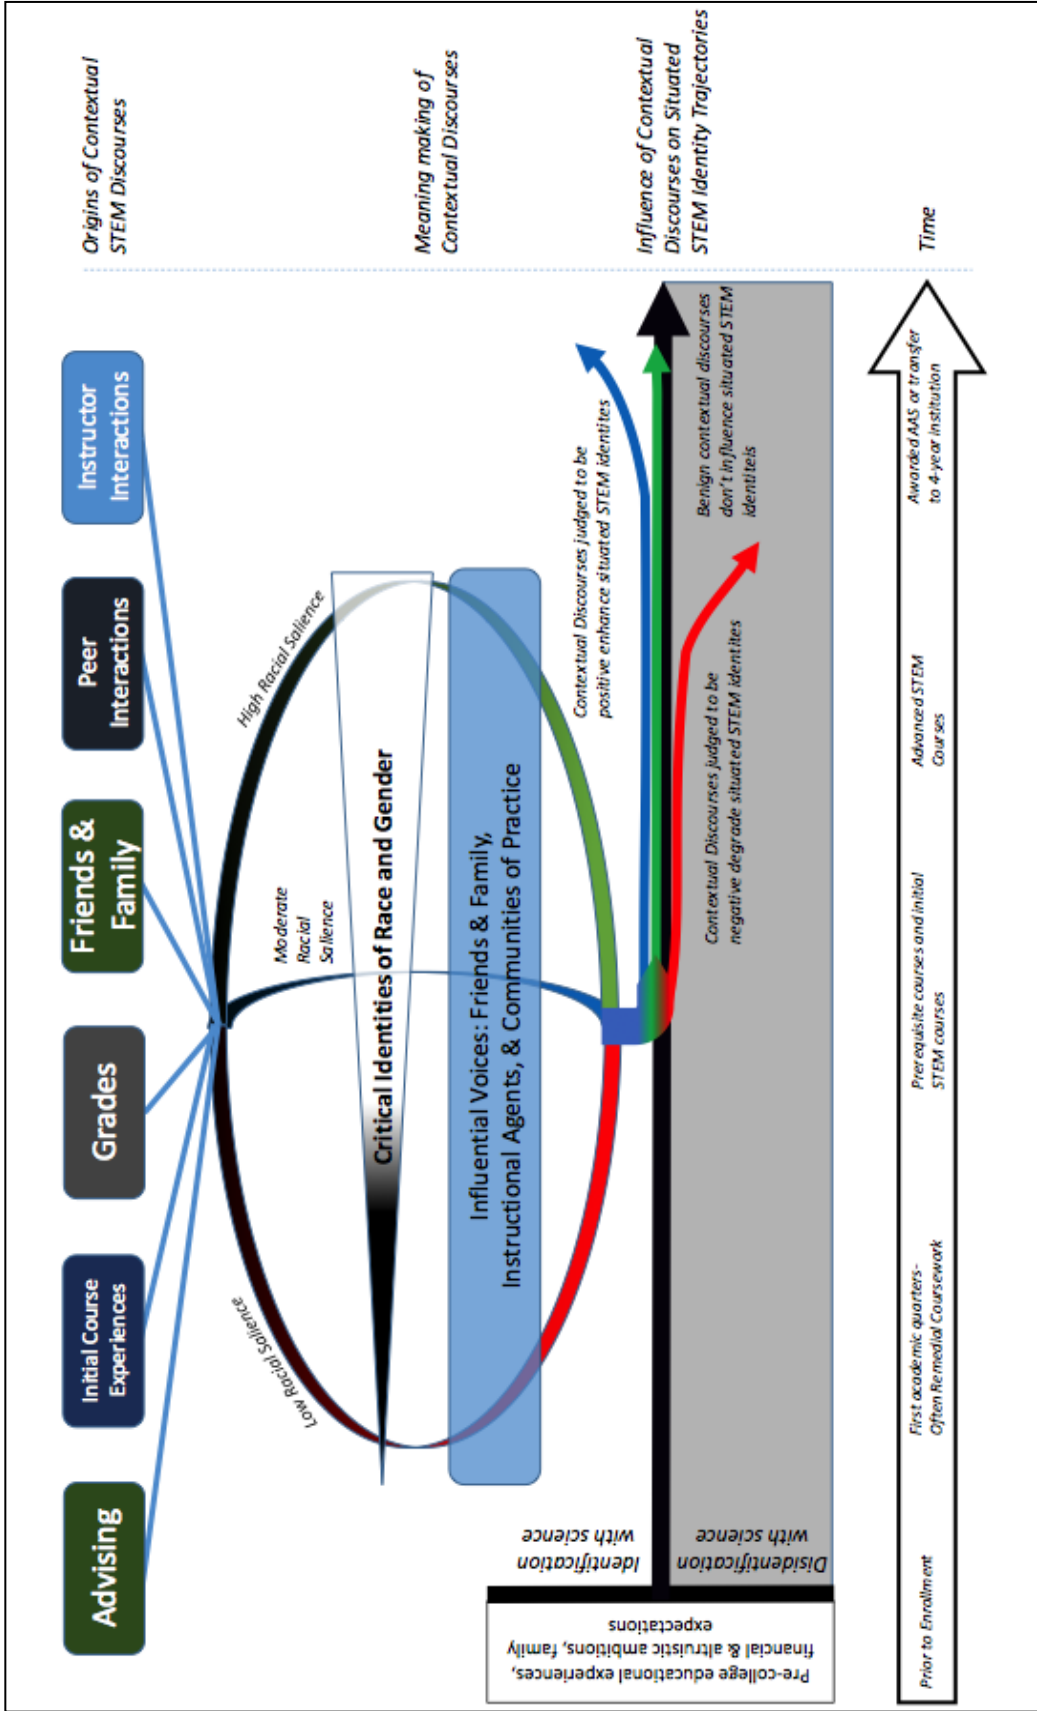 Advising
Initial Course
Experiences
Grades
Friends &
Family
Peer
Interactions
Instructor
Interactions
Origins of Contextual
STEM Discourses
Low Racial Salience
Moderate
Racial
Salience
High Racial Salience
Critical Identities of Race and Gender
Meaning making of
Contextual Discourses
Influential Voices: Friends & Family,
Instructional Agents, & Communities of Practice
Pre-college educational experiences,
financial & altruistic ambitions, family
expectations
Identification
with science
Disidentification
with science
Contextual Discourses judged to be
positive enhance situated STEM identites
Contextual Discourses judged to be
negative degrade situated STEM identites
Benign contextual discourses
don't influence situated STEM
identiteis
Influence of Contextual
Discourses on Situated
STEM Identity Trajectories
Prior to Enrollment
First academic quarters-
Often Remedial Coursework
Prerequisite courses and initial
STEM courses
Advanced STEM
Courses
Awarded AAS or transfer
to 4-year institution
Time